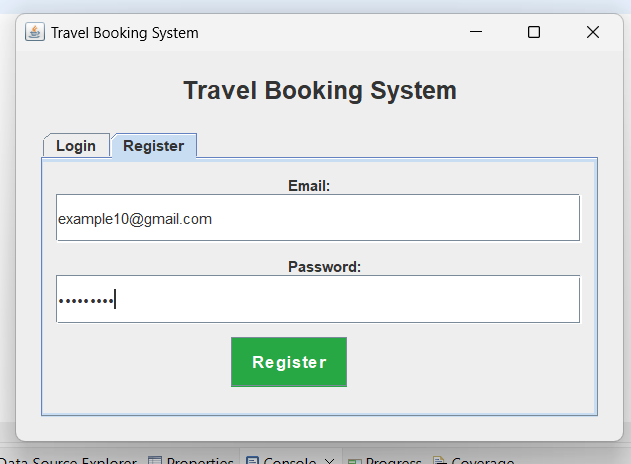 Travel Booking System
Travel Booking System
Login Register
Email:
example10@gmail.com
Password:
•••••••••
Register
Data Source Explorer Properties Console Progress Coverage